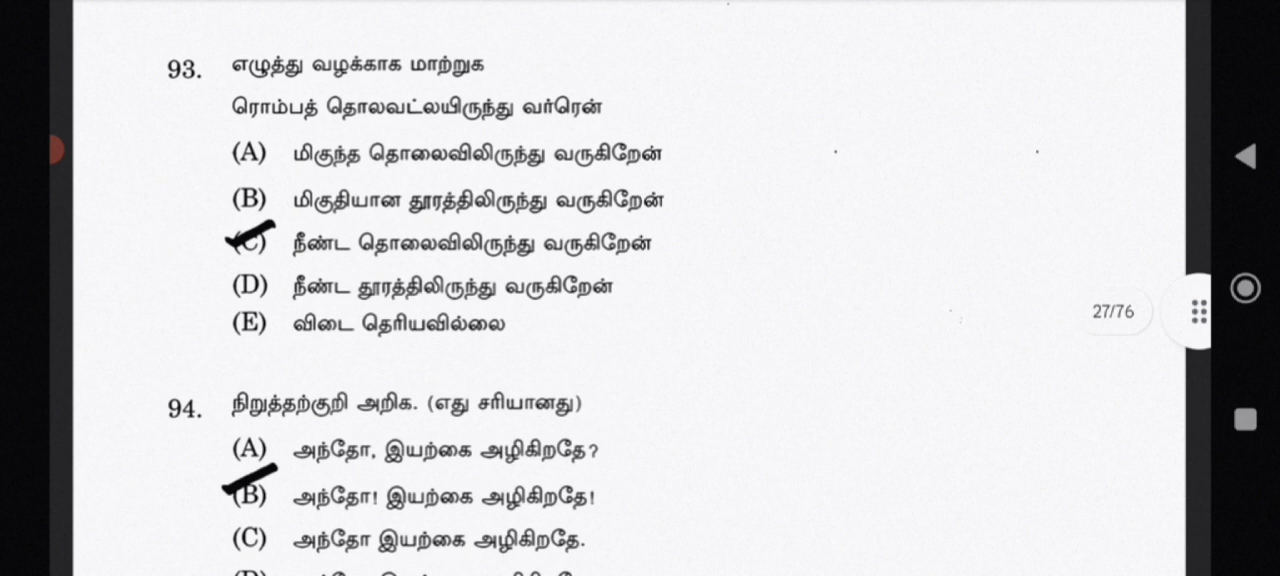 93. எழுத்து வழக்காக மாற்றுக
ரொம்பத் தொலவட்லயிருந்து வர்ரென்
(A) மிகுந்த தொலைவிலிருந்து வருகிறேன்
(B) மிகுதியான தூரத்திலிருந்து வருகிறேன்
(C) நீண்ட தொலைவிலிருந்து வருகிறேன்
(D) நீண்ட தூரத்திலிருந்து வருகிறேன்
(E) விடை தெரியவில்லை
27/76
94. நிறுத்தற்குறி அறிக. (எது சரியானது)
(A) அந்தோ, இயற்கை அழிகிறதே?
(B) அந்தோ! இயற்கை அழிகிறதே!
(C) அந்தோ இயற்கை அழிகிறதே.